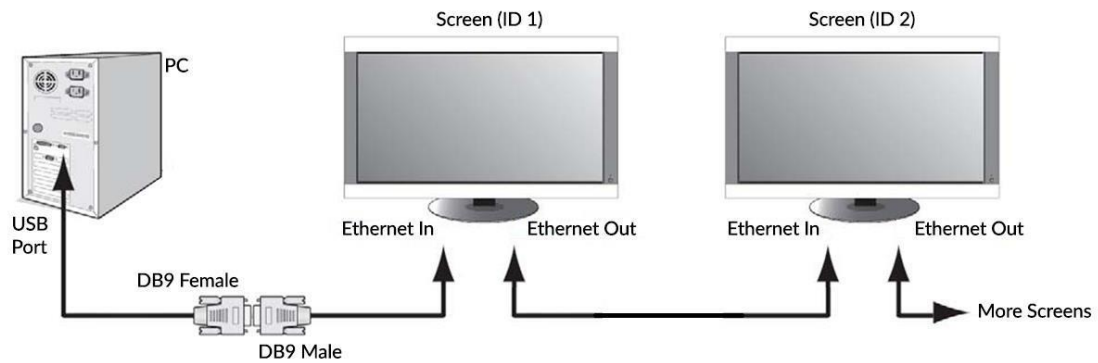 Screen (ID 1)
Screen (ID 2)
PC
USB
Port
Ethernet In
Ethernet Out
Ethernet In
Ethernet Out
DB9 Female
DB9 Male
More Screens